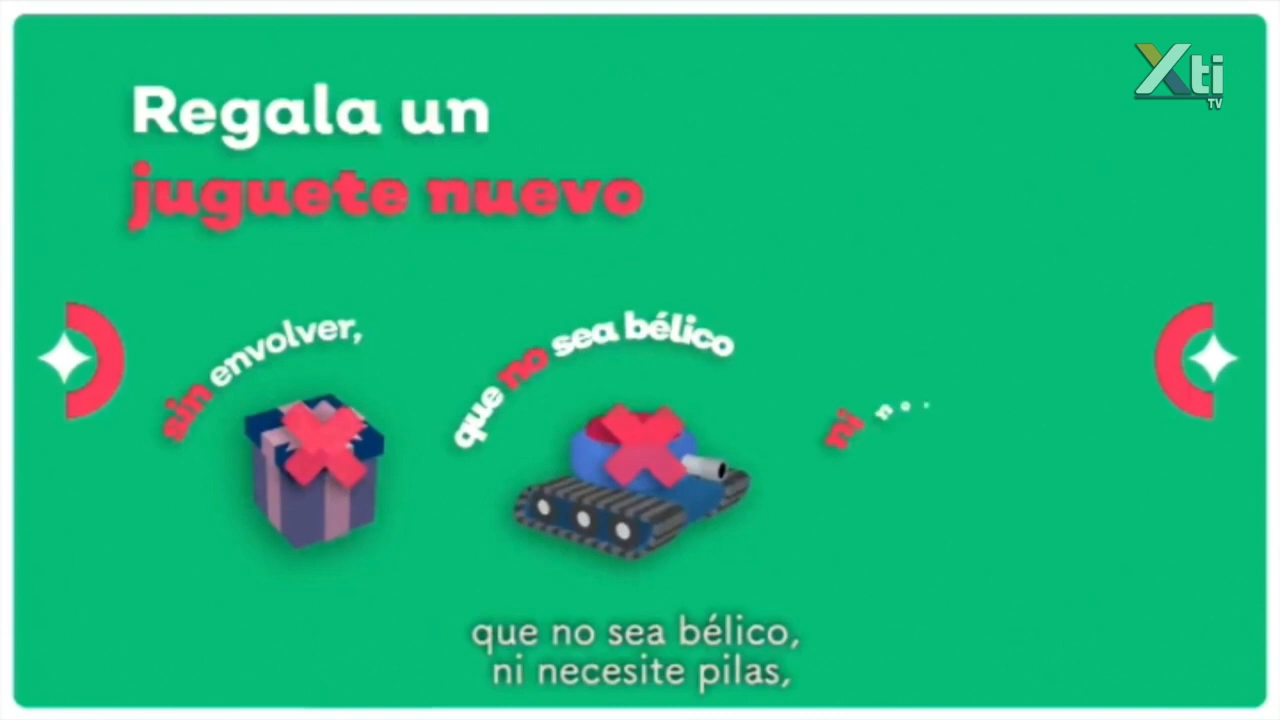 Xti
TV
Regala un
juguete nuevo
sin envolver,
que no sea bélico
ni n
que no sea bélico,
ni necesite pilas,